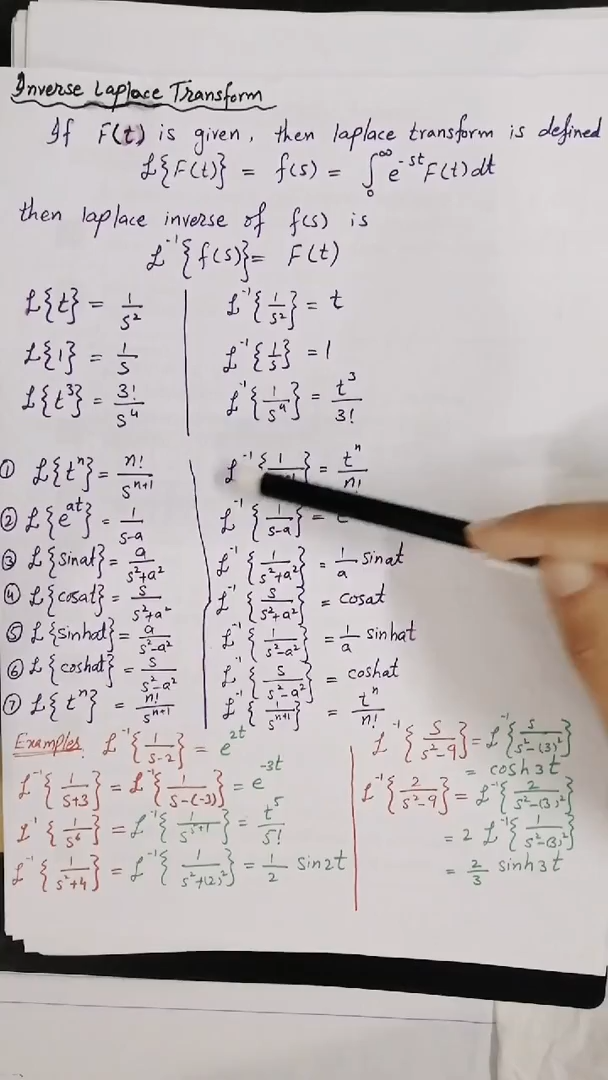 Inverse Laplace Transform
If F(t) is given, then laplace transform is defined
ℒ{F(t)} = f(s) = ∫₀^∞ e^-st F(t) dt
then laplace inverse of f(s) is
ℒ⁻¹{f(s)} = F(t)
ℒ{t} = 1/s²
ℒ{1} = 1/s
ℒ{t³} = 3!/s⁴
ℒ⁻¹{1/s²} = t
ℒ⁻¹{1/s} = 1
ℒ⁻¹{1/s⁴} = t³/3!
① ℒ{tⁿ} = n!/s^n+1
② ℒ{e^at} = 1/s-a
③ ℒ{sinat} = a/s²+a²
④ ℒ{cosat} = s/s²+a²
⑤ ℒ{sinhat} = a/s²-a²
⑥ ℒ{coshat} = s/s²-a²
⑦ ℒ{tⁿ} = n!/s^n+1
ℒ⁻¹{1/ } = tⁿ/n!
ℒ⁻¹{1/s-a} =
ℒ⁻¹{1/s²+a²} = 1/a sinat
ℒ⁻¹{s/s²+a²} = cosat
ℒ⁻¹{1/s²-a²} = 1/a sinhat
ℒ⁻¹{s/s²-a²} = coshat
ℒ⁻¹{1/s^n+1} = tⁿ/n!
Examples ℒ⁻¹{1/s-2} = e^2t
ℒ⁻¹{1/s+3} = ℒ⁻¹{1/s-(-3)} = e^-3t
ℒ⁻¹{1/s⁶} = ℒ⁻¹{1/s^5+1} = t⁵/5!
ℒ⁻¹{1/s²+4} = ℒ⁻¹{1/s²+(2)²} = 1/2 sin2t
ℒ⁻¹{s/s²-9} = ℒ⁻¹{s/s²-(3)²}
= cosh3t
ℒ⁻¹{2/s²-9} = ℒ⁻¹{2/s²-(3)²}
= 2 ℒ⁻¹{1/s²-(3)²}
= 2/3 sinh3t